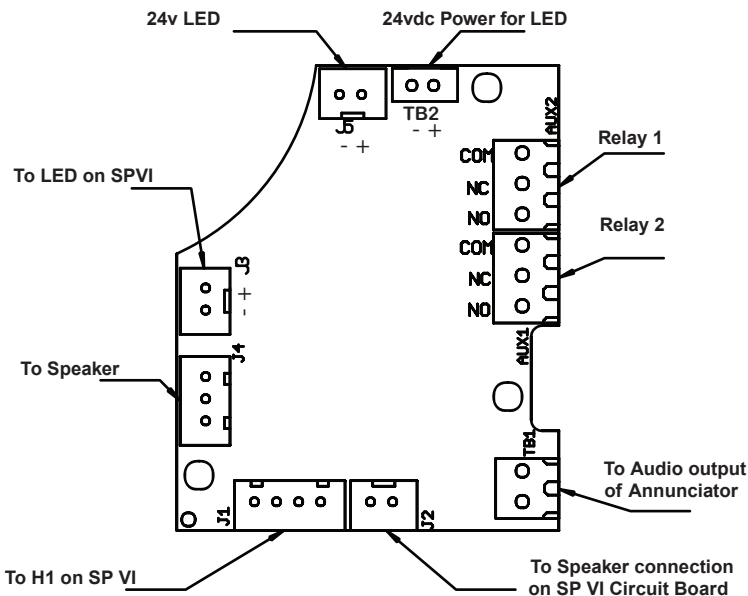 24v LED
24vdc Power for LED
J5
- +
TB2
- +
AUX2
COM
NC
NO
Relay 1
To LED on SPVI
COM
NC
NO
Relay 2
J3
- +
AUX1
J4
To Speaker
TB1
To Audio output
of Annunciator
J1
J2
To H1 on SP VI
To Speaker connection
on SP VI Circuit Board